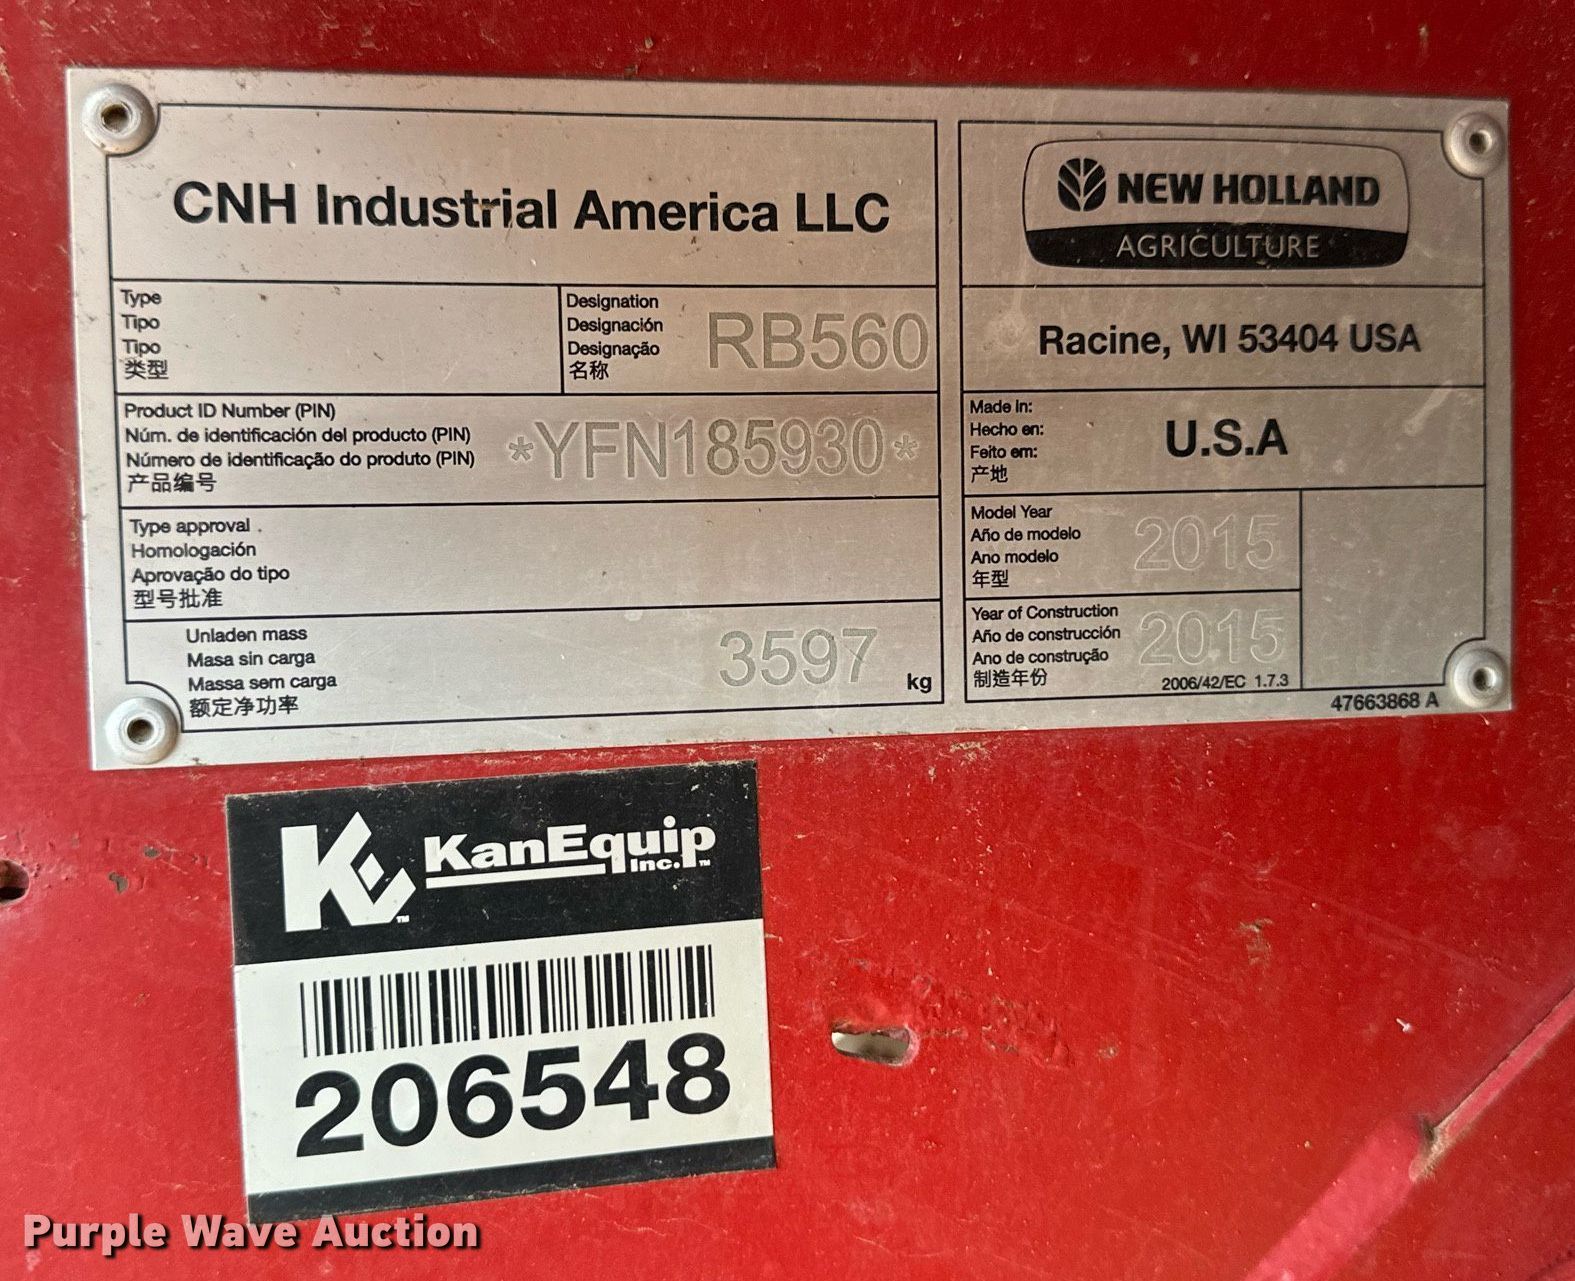 CNH Industrial America LLC
Type
Tipo
Tipo
类型
Designation
Designación
Designação
名称
RB560
Product ID Number (PIN)
Núm. de identificación del producto (PIN)
Número de identificação do produto (PIN)
产品编号
*YFN185930*
Type approval
Homologación
Aprovação do tipo
型号批准
Unladen mass
Masa sin carga
Massa sem carga
额定净功率
3597
kg
NEW HOLLAND
AGRICULTURE
Racine, WI 53404 USA
Made in:
Hecho en:
Feito em:
产地
U.S.A
Model Year
Año de modelo
Ano modelo
年型
2015
Year of Construction
Año de construcción
Ano de construção
制造年份
2015
2006/42/EC 1.7.3
47663868 A
KE™
KanEquip
Inc.™
206548
Purple Wave Auction